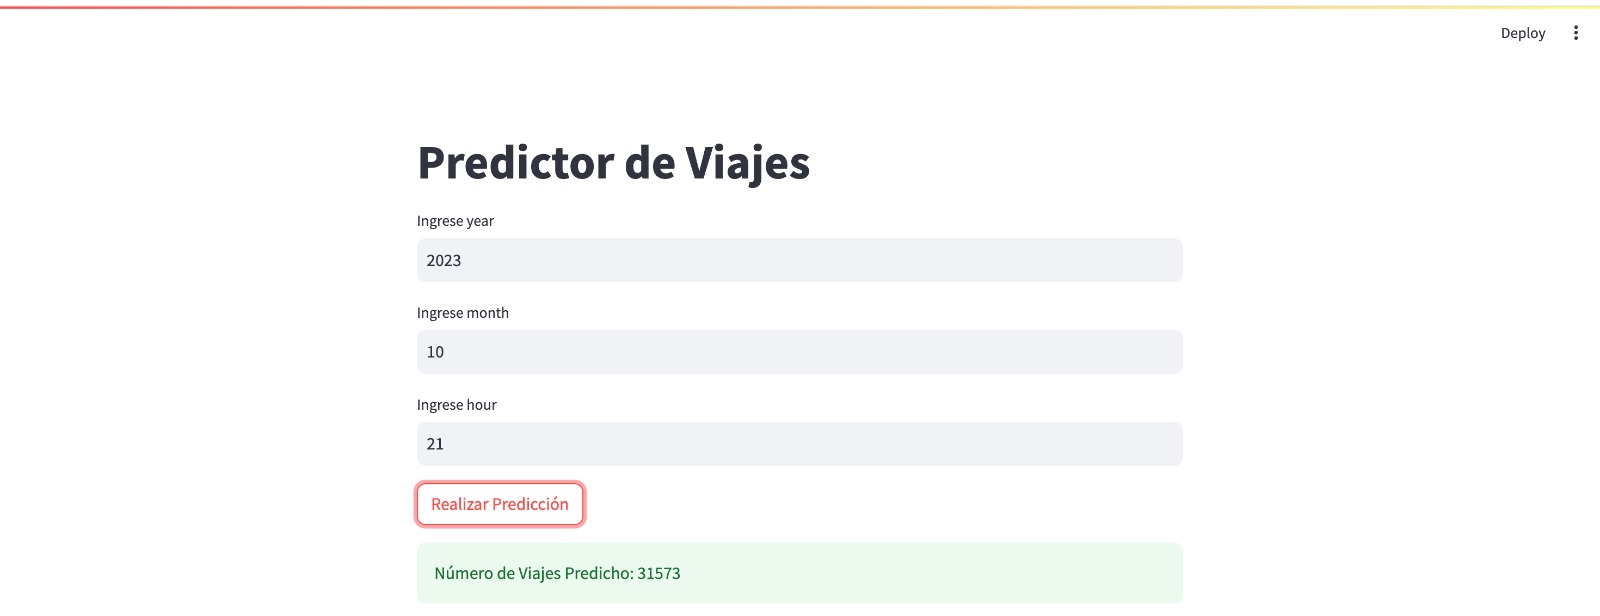 Deploy
Predictor de Viajes
Ingrese year
2023
Ingrese month
10
Ingrese hour
21
Realizar Predicción
Número de Viajes Predicho: 31573